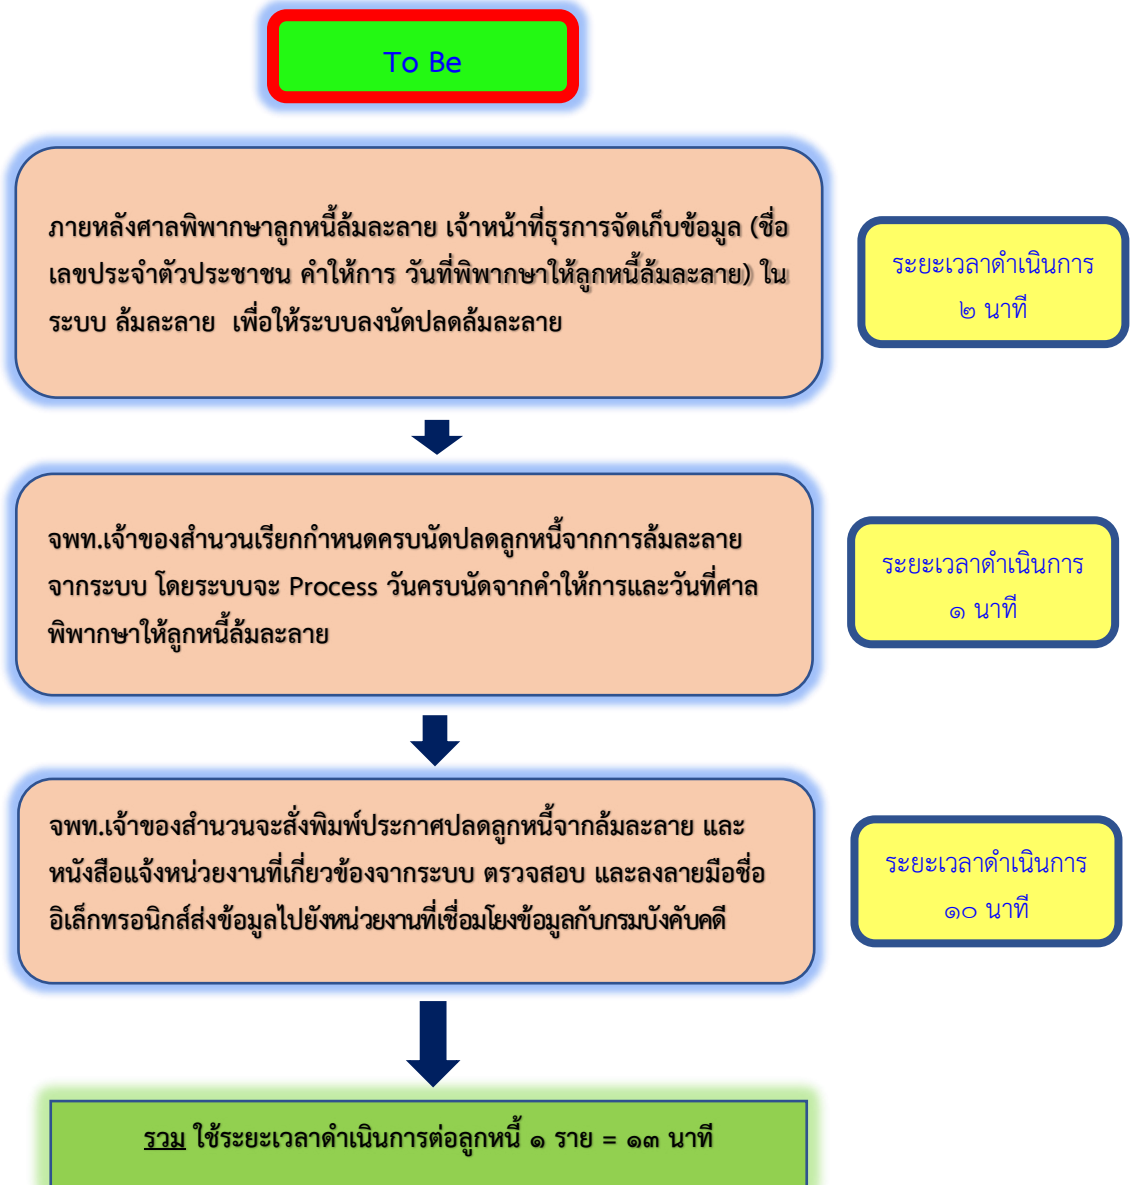 To Be
ภายหลังศาลพิพากษาลูกหนี้ล้มละลาย เจ้าหน้าที่ธุรการจัดเก็บข้อมูล (ชื่อ
เลขประจำตัวประชาชน คำให้การ วันที่พิพากษาให้ลูกหนี้ล้มละลาย) ใน
ระบบ ล้มละลาย เพื่อให้ระบบลงนัดปลดล้มละลาย
ระยะเวลาดำเนินการ
๒ นาที
จพท.เจ้าของสำนวนเรียกกำหนดครบนัดปลดลูกหนี้จากการล้มละลาย
จากระบบ โดยระบบจะ Process วันครบนัดจากคำให้การและวันที่ศาล
พิพากษาให้ลูกหนี้ล้มละลาย
ระยะเวลาดำเนินการ
๑ นาที
จพท.เจ้าของสำนวนจะสั่งพิมพ์ประกาศปลดลูกหนี้จากล้มละลาย และ
หนังสือแจ้งหน่วยงานที่เกี่ยวข้องจากระบบ ตรวจสอบ และลงลายมือชื่อ
อิเล็กทรอนิกส์ส่งข้อมูลไปยังหน่วยงานที่เชื่อมโยงข้อมูลกับกรมบังคับคดี
ระยะเวลาดำเนินการ
๑๐ นาที
รวม ใช้ระยะเวลาดำเนินการต่อลูกหนี้ ๑ ราย = ๑๓ นาที